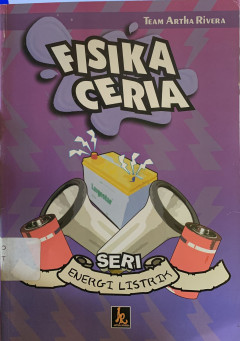 TEAM ARTHA RIVERA
FISIKA
CERIA
SERI
ENERGI LISTRIK